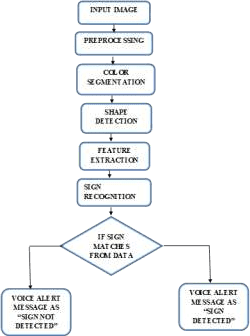 INPUT IMAGE
PREPROCESSING
COLOR
SEGMENTATION
SHAPE
DETECTION
FEATURE
EXTRACTION
SIGN
RECOGNITION
IF SIGN
MATCHES
FROM DATA
VOICE ALERT
MESSAGE AS
“SIGN NOT
DETECTED”
VOICE ALERT
MESSAGE AS
“SIGN
DETECTED”